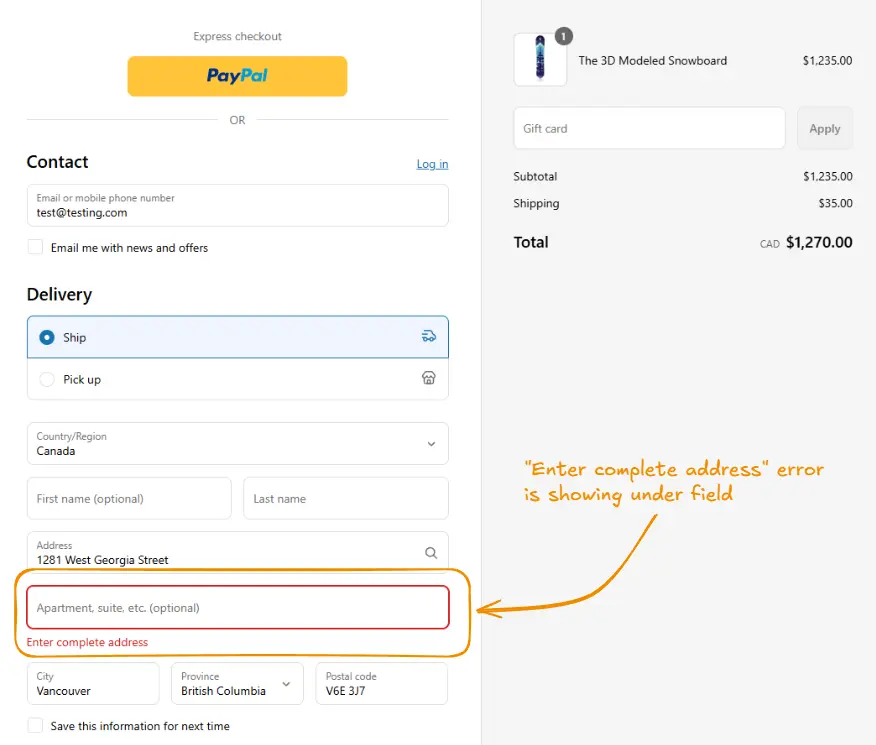 Express checkout
PayPal
OR
Contact
Log in
Email or mobile phone number
test@testing.com
Email me with news and offers
Delivery
Ship
Pick up
Country/Region
Canada
First name (optional)
Last name
Address
1281 West Georgia Street
Apartment, suite, etc. (optional)
Enter complete address
City
Vancouver
Province
British Columbia
Postal code
V6E 3J7
Save this information for next time
1
The 3D Modeled Snowboard $1,235.00
Gift card
Apply
Subtotal $1,235.00
Shipping $35.00
Total CAD $1,270.00
"Enter complete address" error
is showing under field